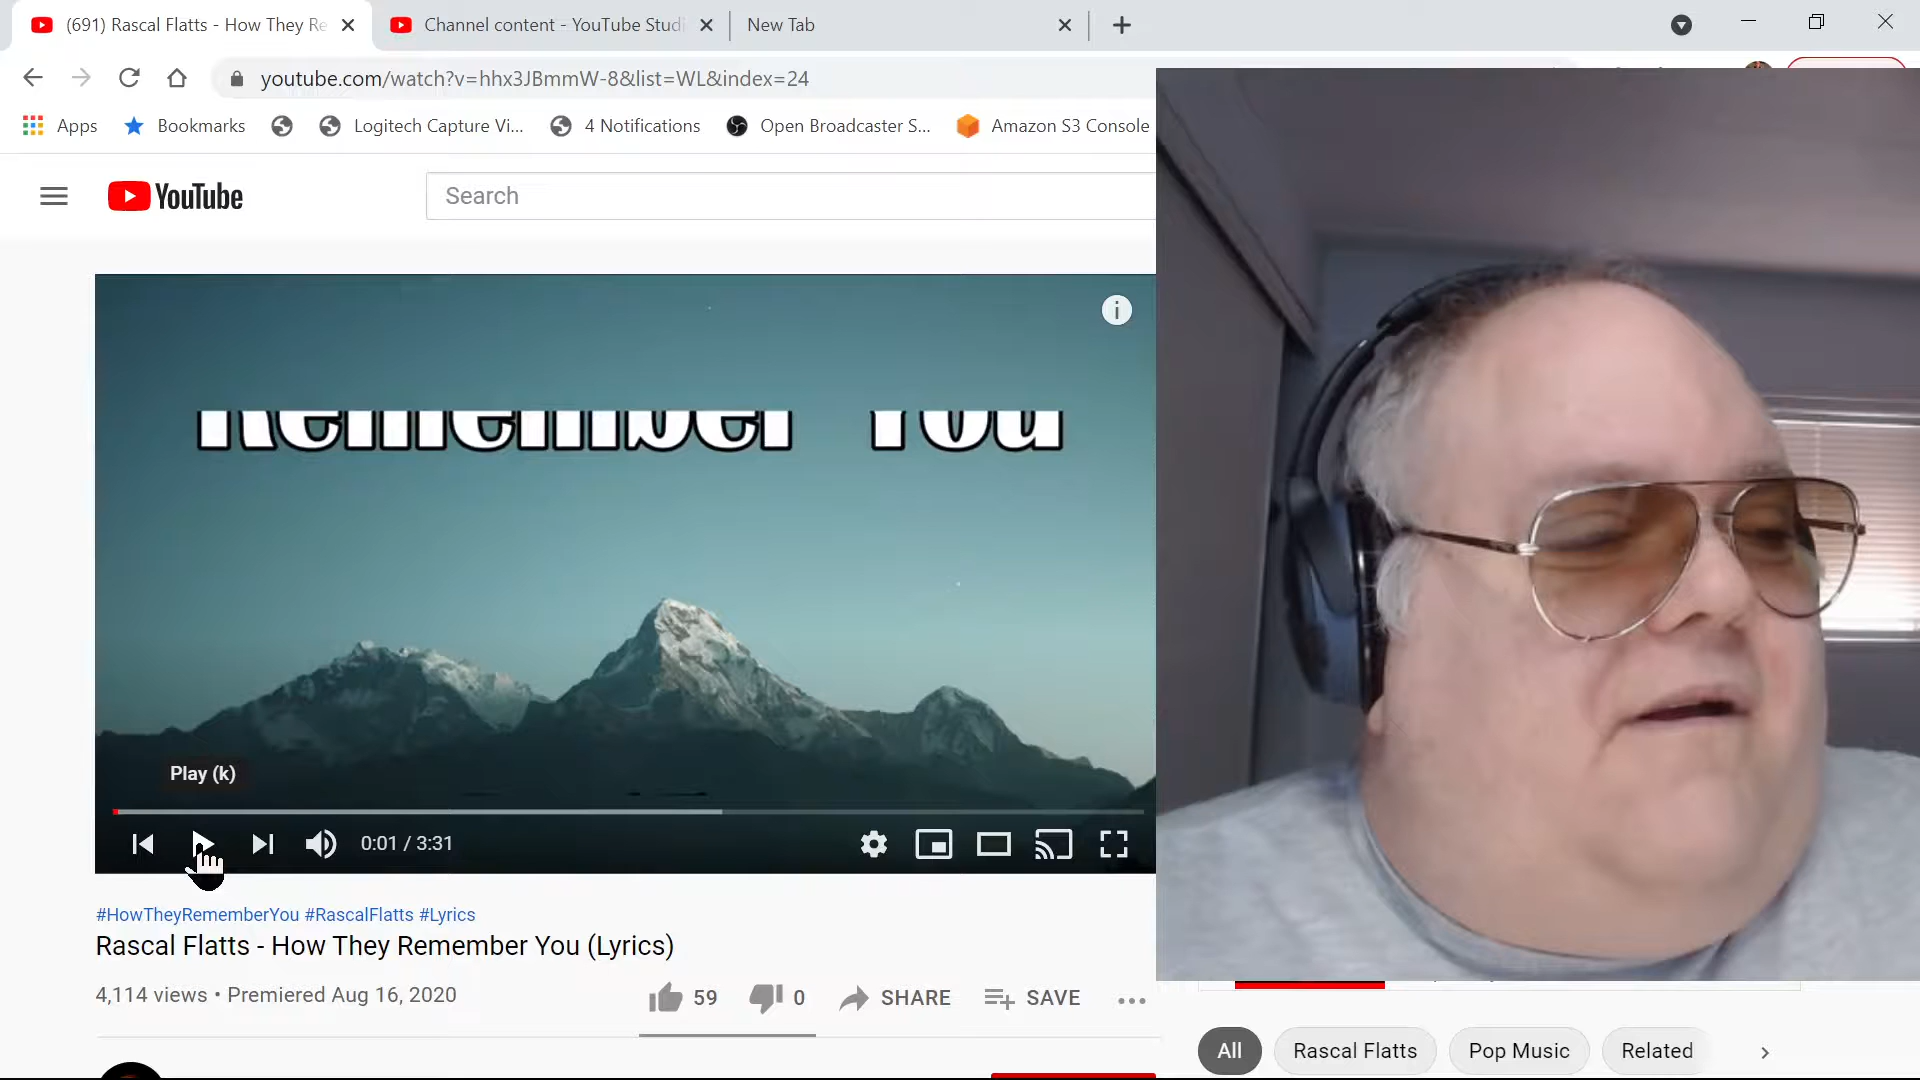 (691) Rascal Flatts - How They Re
Channel content - YouTube Studi
New Tab
youtube.com/watch?v=hhx3JBmmW-8&list=WL&index=24
Apps
Bookmarks
Logitech Capture Vi...
4 Notifications
Open Broadcaster S...
Amazon S3 Console
YouTube
Search
Remember You
Play (k)
0:01 / 3:31
#HowTheyRememberYou #RascalFlatts #Lyrics
Rascal Flatts - How They Remember You (Lyrics)
4,114 views • Premiered Aug 16, 2020
59
0
SHARE
SAVE
All
Rascal Flatts
Pop Music
Related